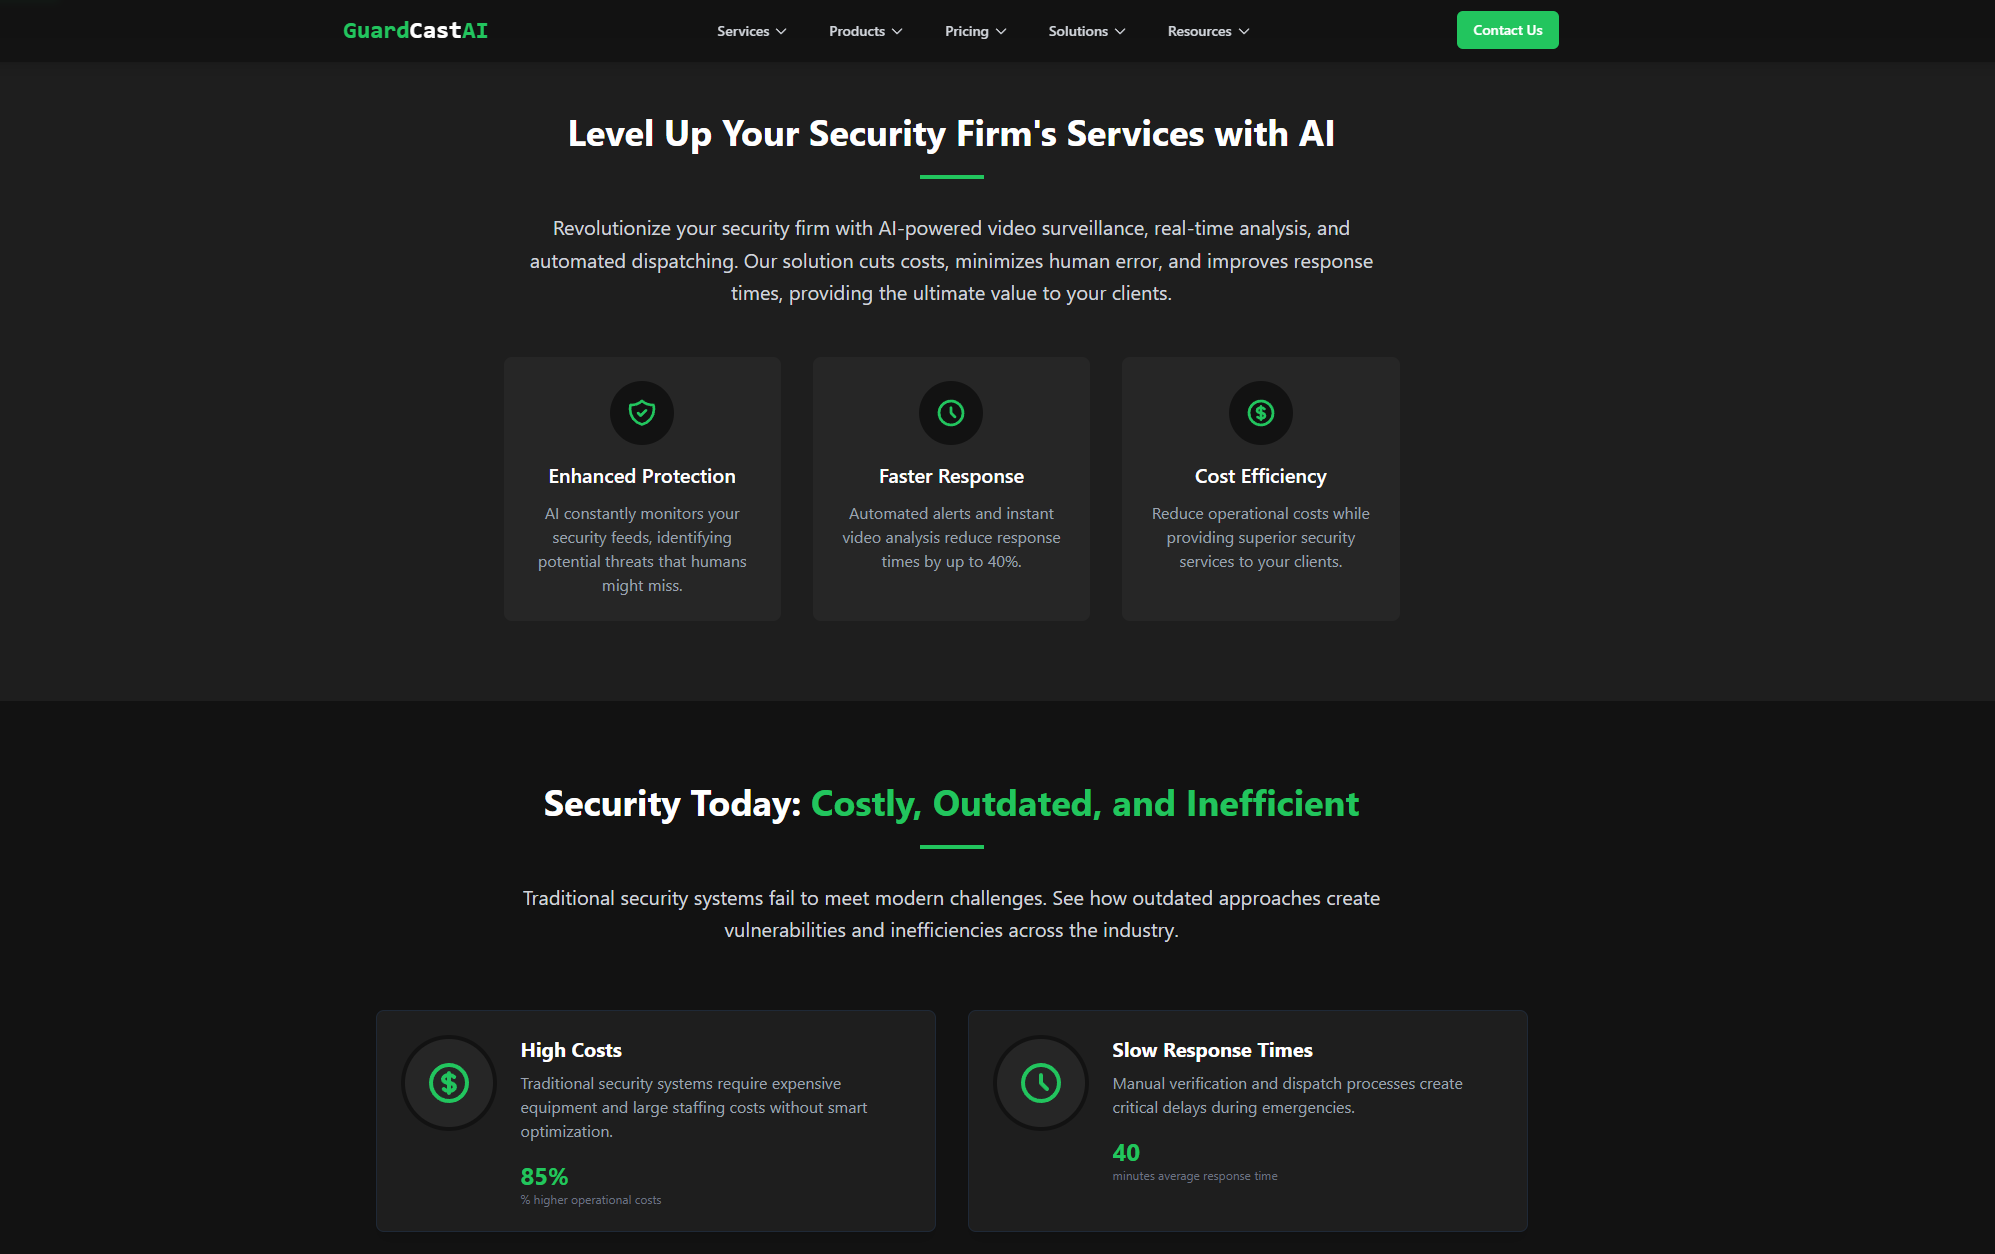 GuardCastAI
Services
Products
Pricing
Solutions
Resources
Contact Us
Level Up Your Security Firm's Services with AI
Revolutionize your security firm with AI-powered video surveillance, real-time analysis, and
automated dispatching. Our solution cuts costs, minimizes human error, and improves response
times, providing the ultimate value to your clients.
Enhanced Protection
AI constantly monitors your
security feeds, identifying
potential threats that humans
might miss.
Faster Response
Automated alerts and instant
video analysis reduce response
times by up to 40%.
Cost Efficiency
Reduce operational costs while
providing superior security
services to your clients.
Security Today: Costly, Outdated, and Inefficient
Traditional security systems fail to meet modern challenges. See how outdated approaches create
vulnerabilities and inefficiencies across the industry.
High Costs
Traditional security systems require expensive
equipment and large staffing costs without smart
optimization.
85%
% higher operational costs
Slow Response Times
Manual verification and dispatch processes create
critical delays during emergencies.
40
minutes average response time